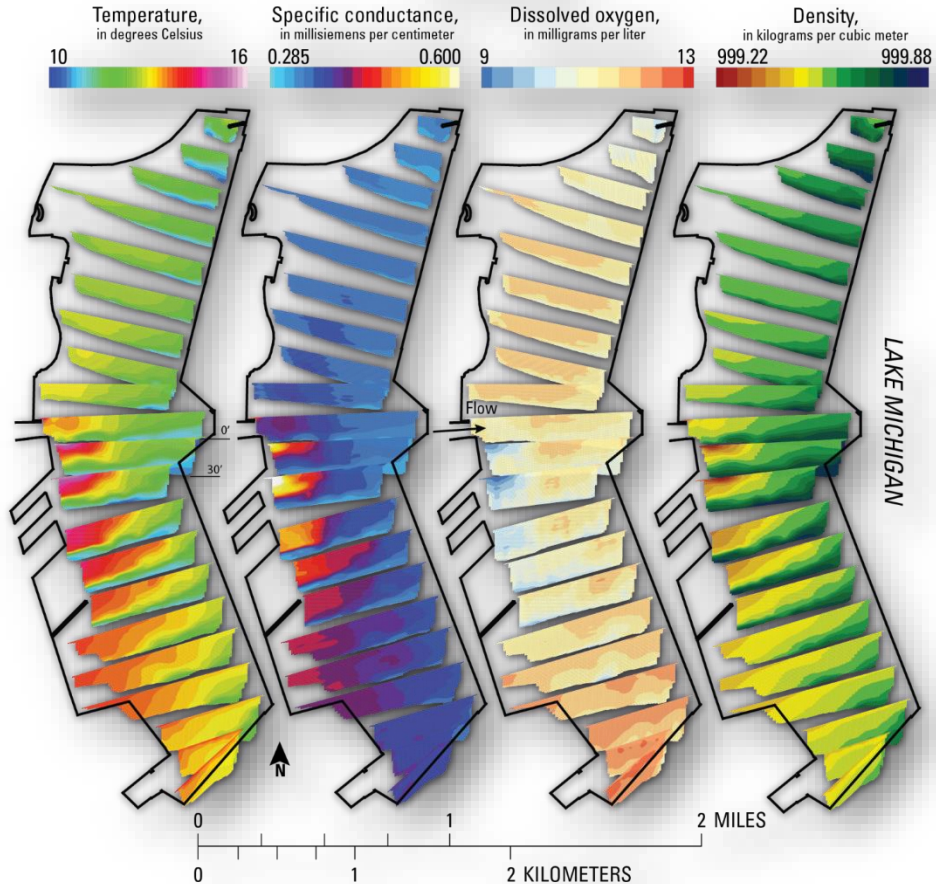 Temperature,
in degrees Celsius
10
16
Specific conductance,
in millisiemens per centimeter
0.285
0.600
Dissolved oxygen,
in milligrams per liter
9
13
Density,
in kilograms per cubic meter
999.22
999.88
LAKE MICHIGAN
Flow
0'
30'
N
0
1
2 MILES
0
1
2 KILOMETERS